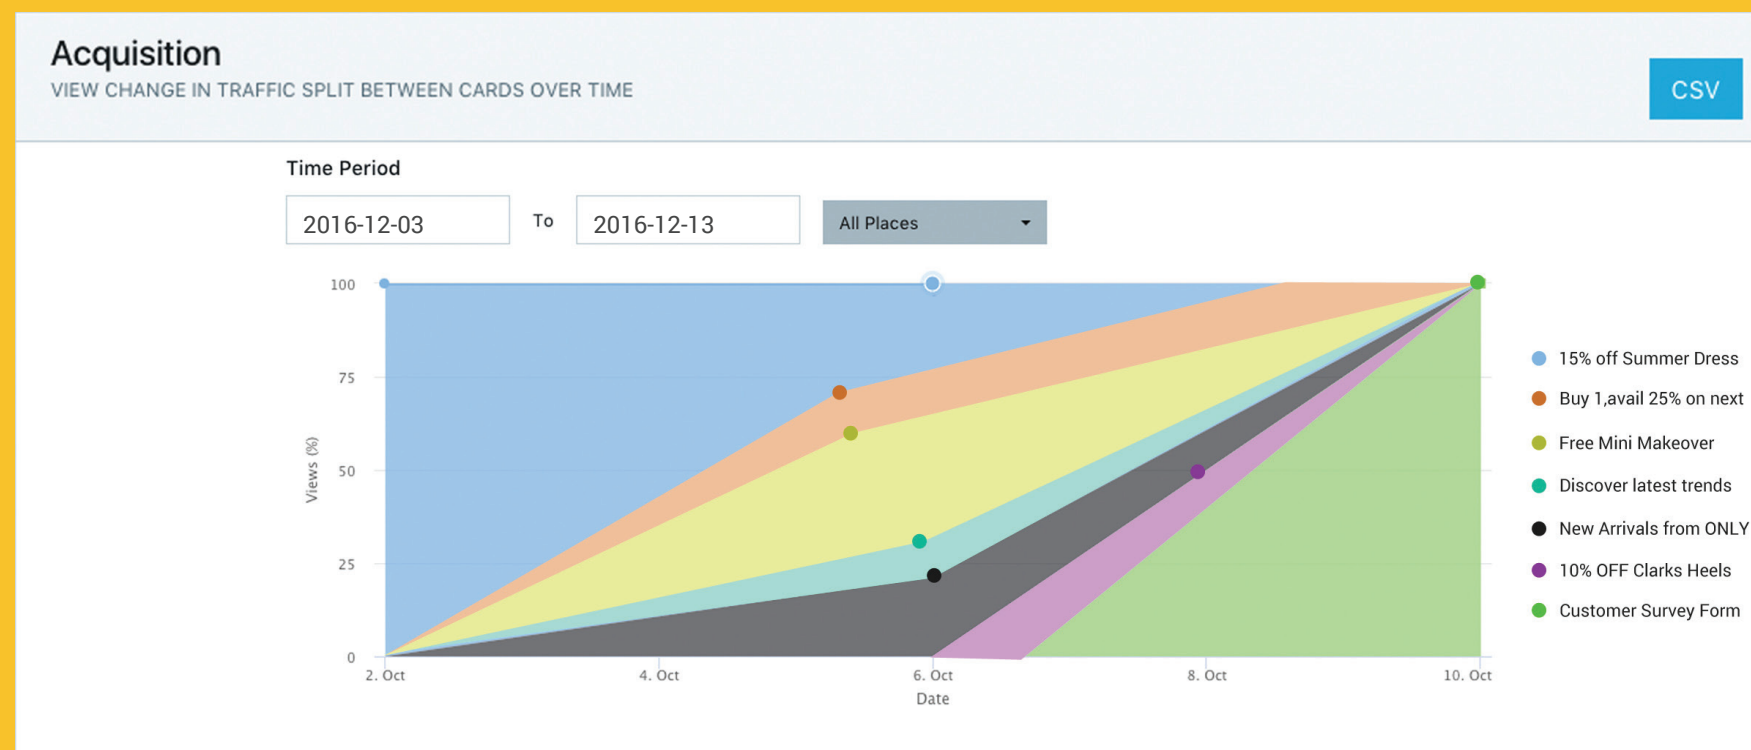 Acquisition
VIEW CHANGE IN TRAFFIC SPLIT BETWEEN CARDS OVER TIME
CSV
Time Period
2016-12-03 To 2016-12-13 All Places
100
75
50
25
0
Views (%)
2. Oct 4. Oct 6. Oct 8. Oct 10. Oct
Date
15% off Summer Dress
Buy 1,avail 25% on next
Free Mini Makeover
Discover latest trends
New Arrivals from ONLY
10% OFF Clarks Heels
Customer Survey Form